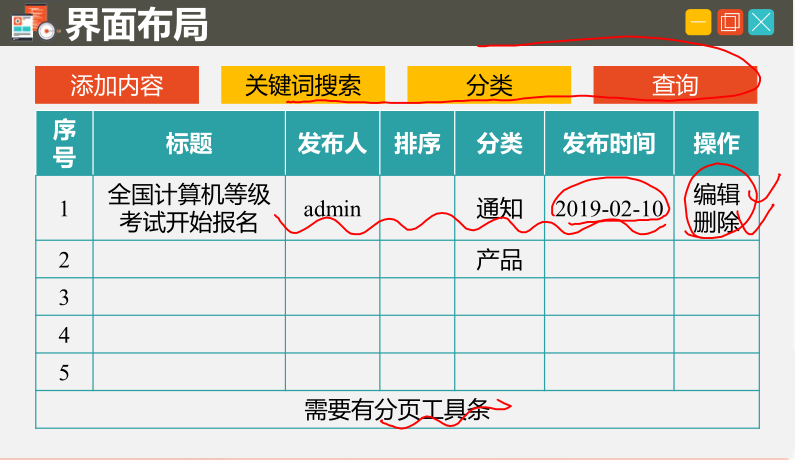 界面布局
添加内容 关键词搜索 分类 查询
序号 标题 发布人 排序 分类 发布时间 操作
1 全国计算机等级考试开始报名 admin 通知 2019-02-10 编辑删除
2 产品
3
4
5
需要有分页工具条